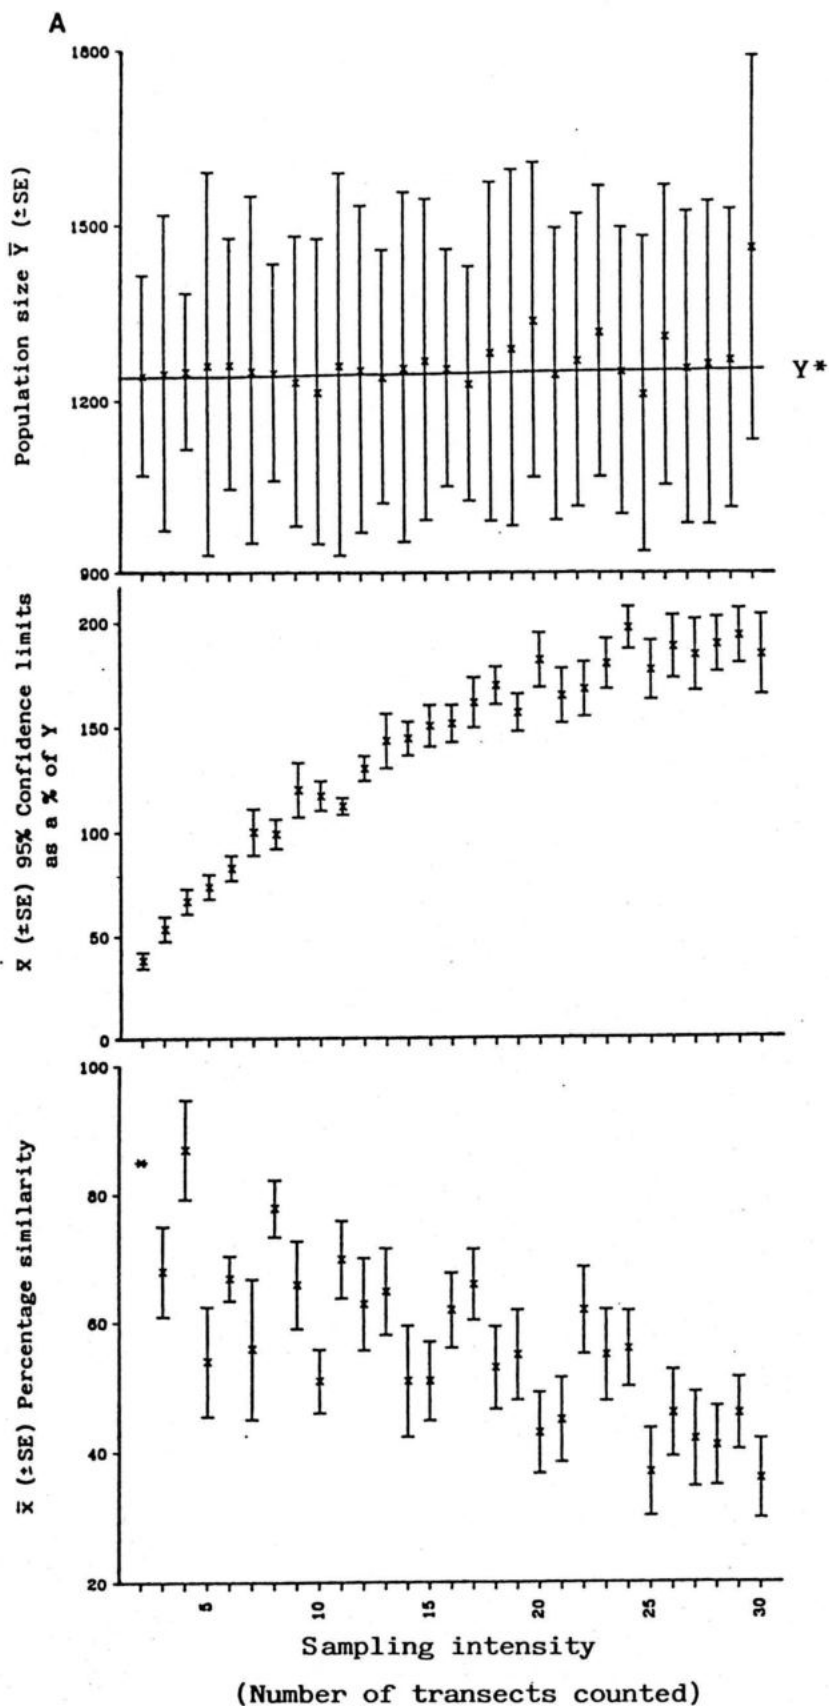 A
1800
1500
1200
900
Population size Ȳ (±SE)
Y*
200
150
100
50
0
x̄ (±SE) 95% Confidence limits
as a % of Y
100
80
60
40
20
x̄ (±SE) Percentage similarity
*
5 10 15 20 25 30
Sampling intensity
(Number of transects counted)